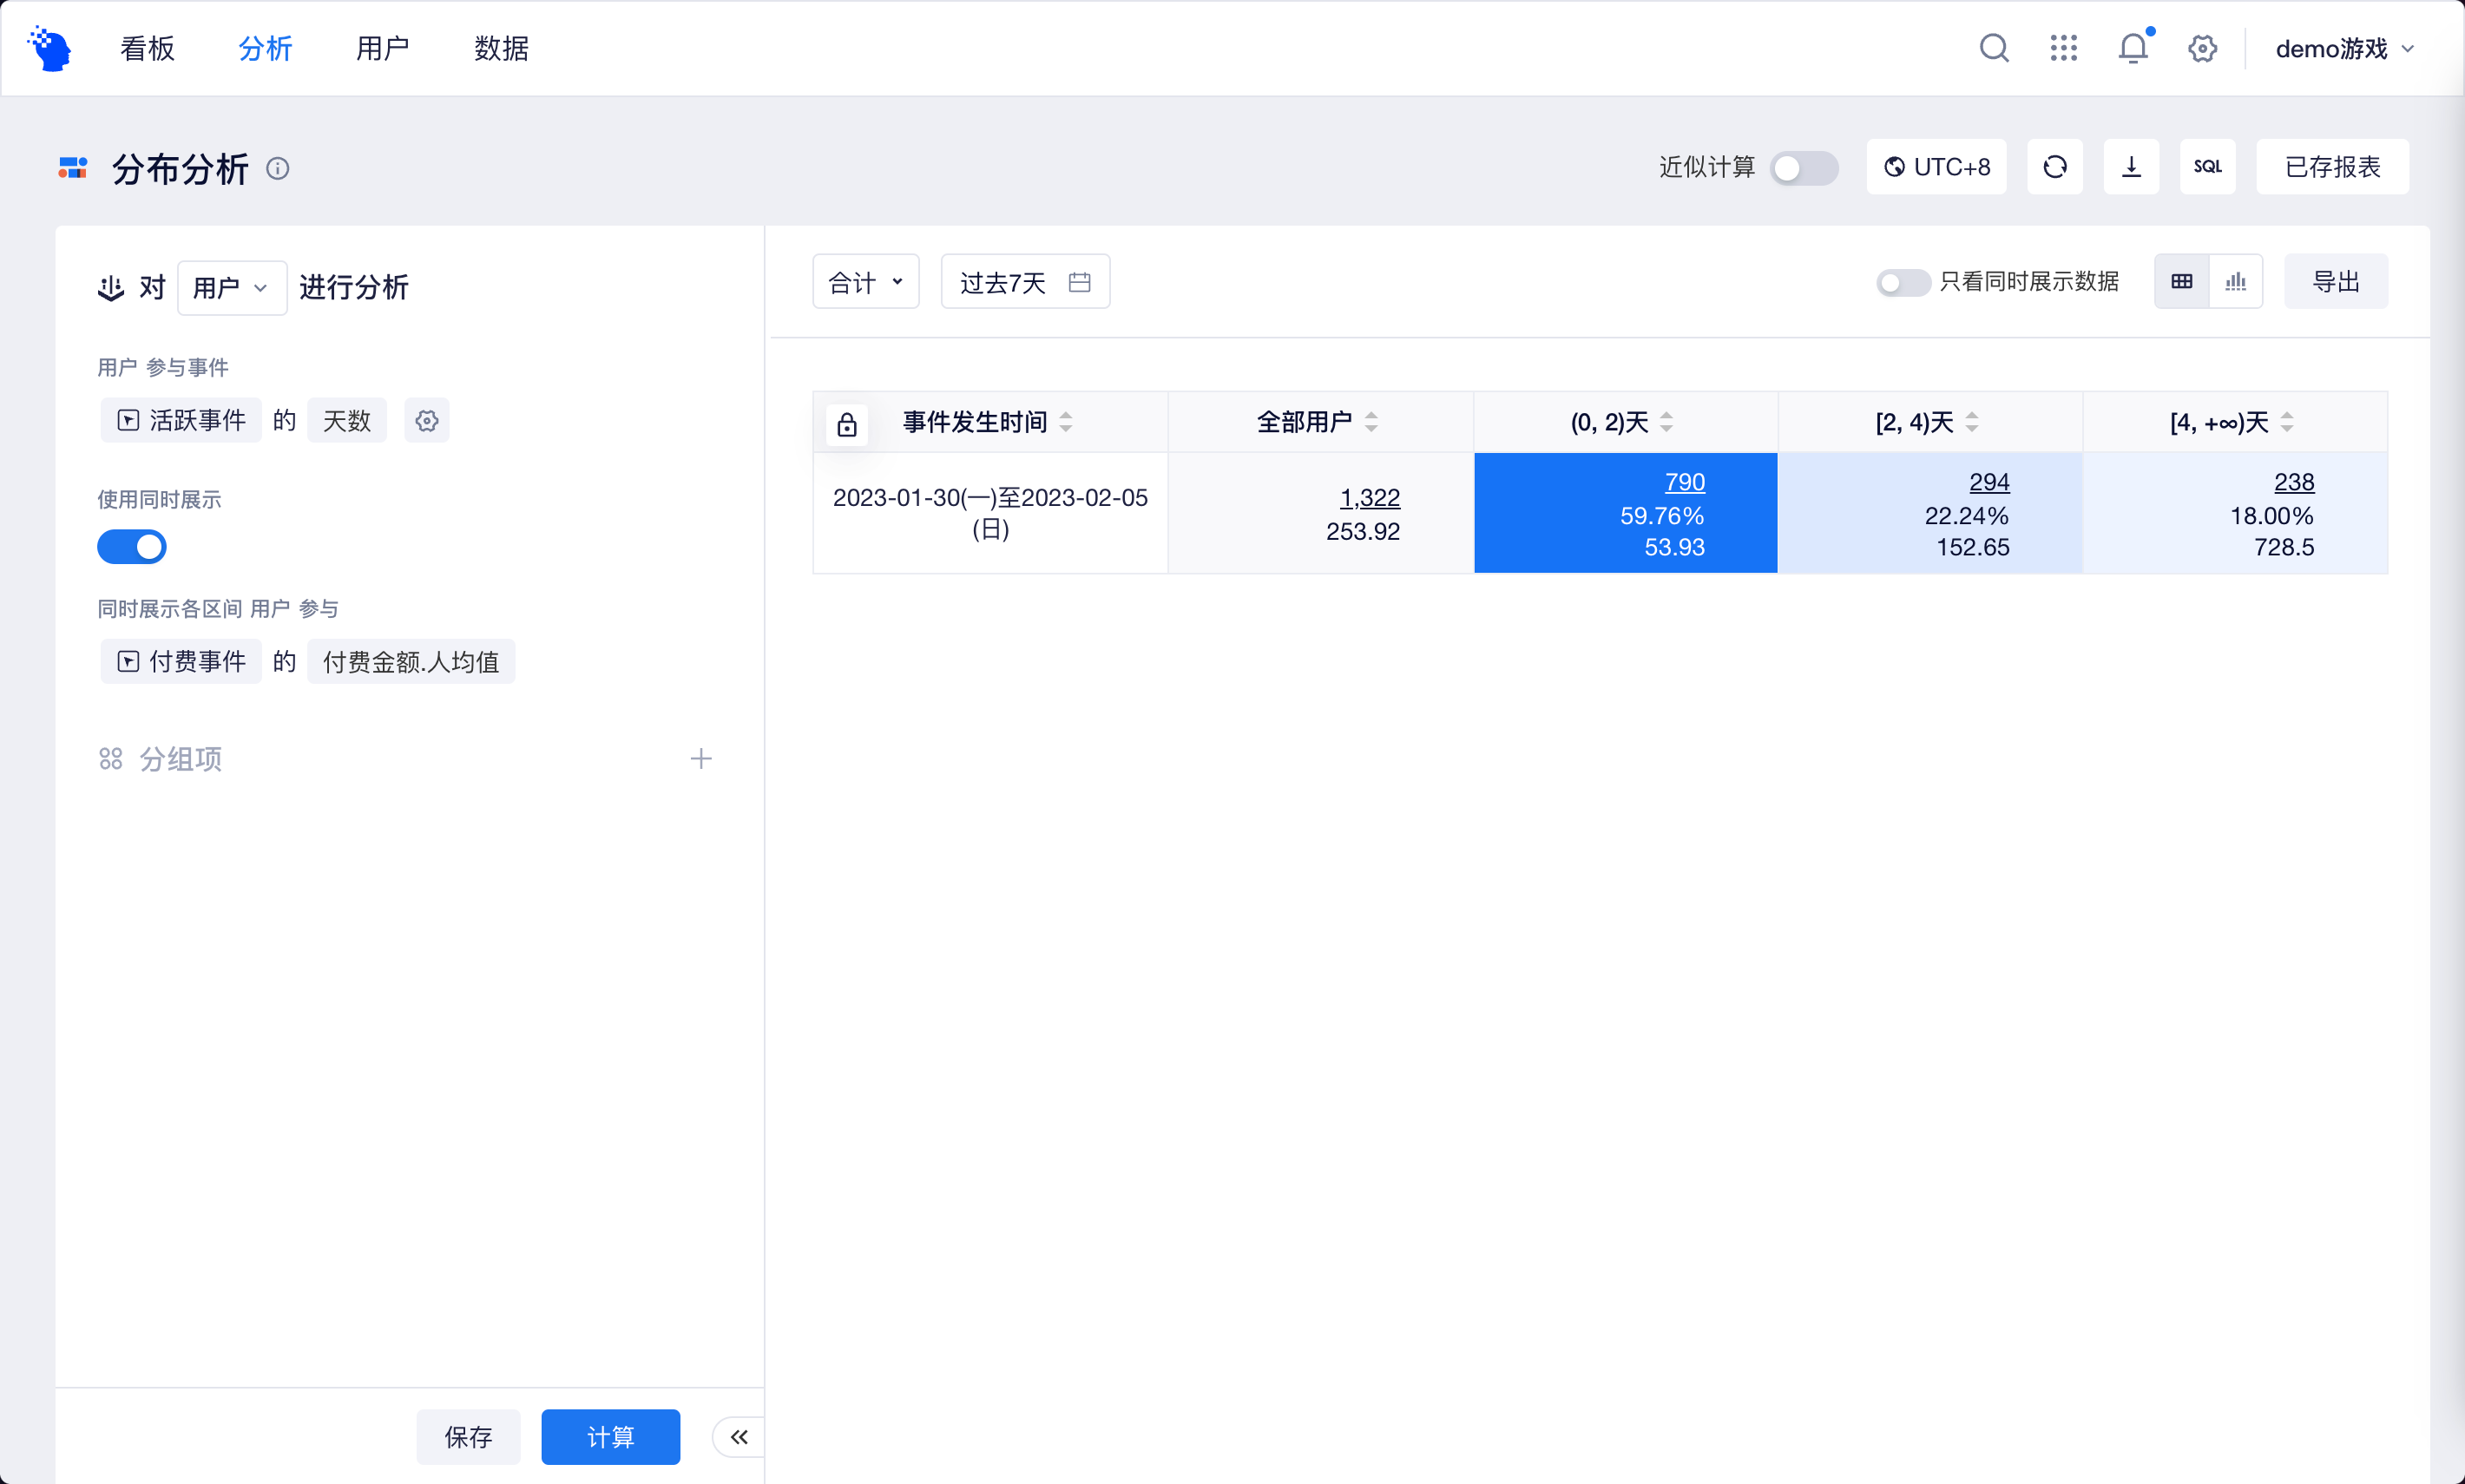 看板 分析 用户 数据 demo游戏
分布分析 近似计算 UTC+8 SQL 已存报表
对 用户 进行分析
用户 参与事件
活跃事件 的 天数
使用同时展示
同时展示各区间 用户 参与
付费事件 的 付费金额.人均值
分组项
保存 计算
合计 过去7天 只看同时展示数据 导出
事件发生时间 全部用户 (0, 2)天 [2, 4)天 [4, +∞)天
2023-01-30(一)至2023-02-05
(日)
1,322
253.92
790
59.76%
53.93
294
22.24%
152.65
238
18.00%
728.5